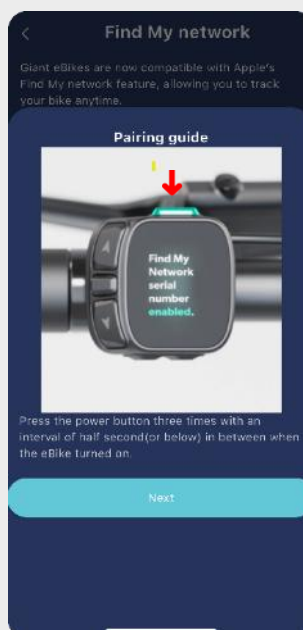 Find My network
Giant eBikes are now compatible with Apple's
Find My network feature, allowing you to track
your bike anytime.
Pairing guide
Find My
Network
serial
number
enabled.
Press the power button three times with an
interval of half second(or below) in between when
the eBike turned on.
Next